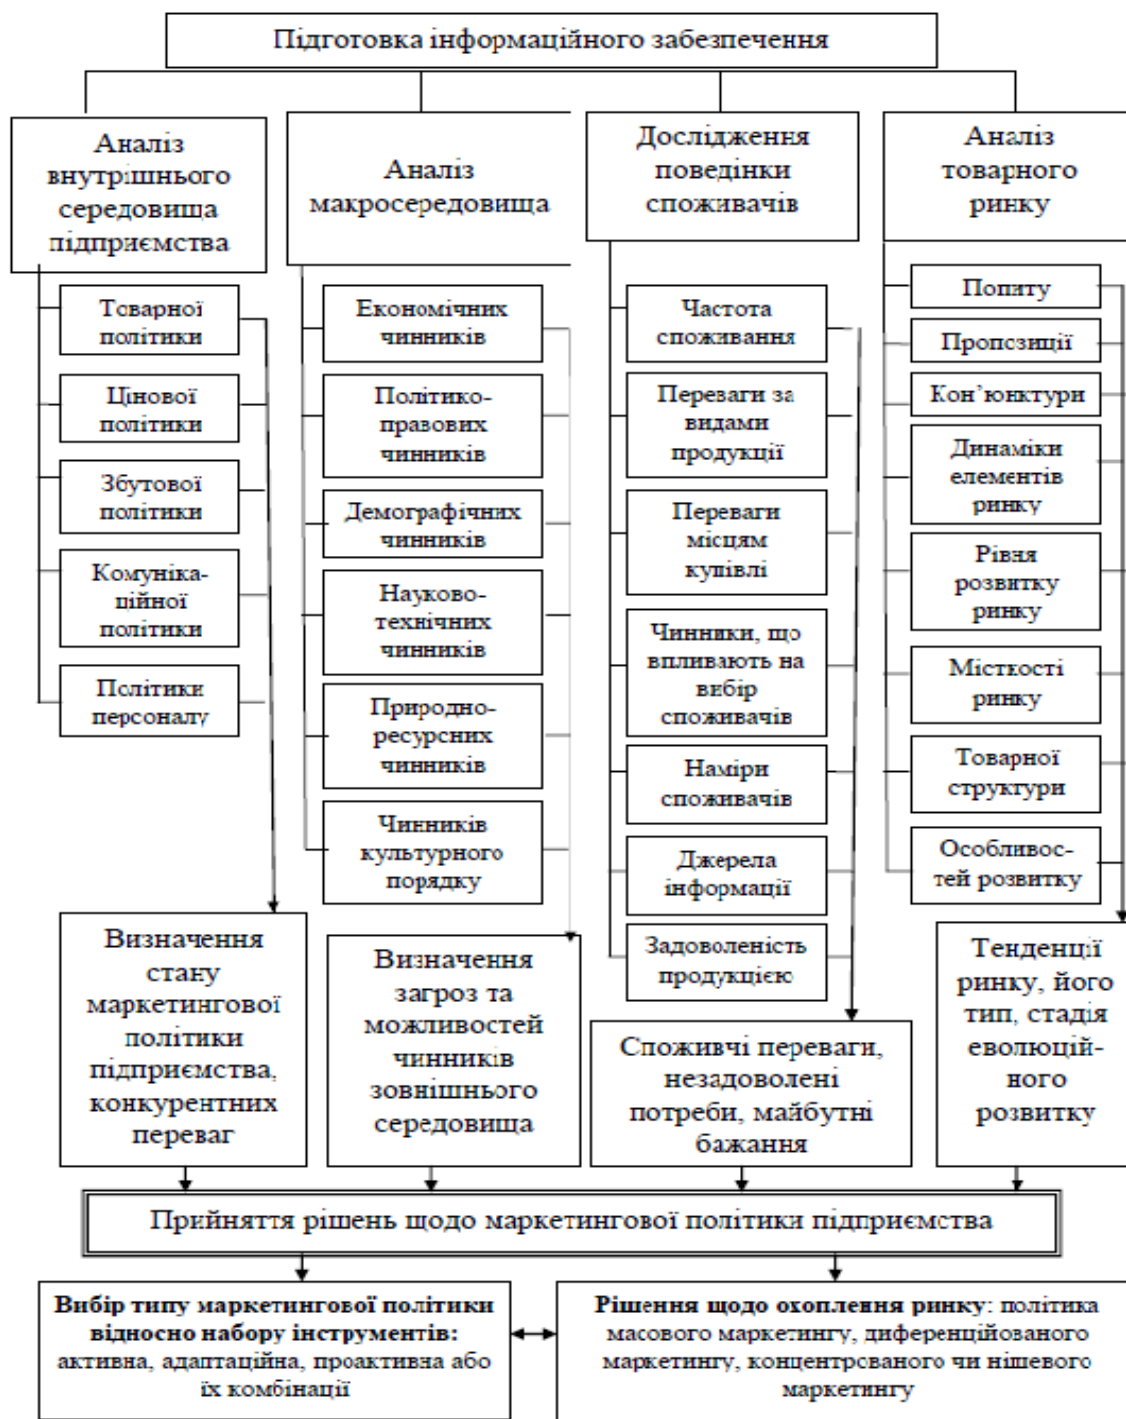 Підготовка інформаційного забезпечення
Аналіз
внутрішнього
середовища
підприємства
Товарної
політики
Цінової
політики
Збутової
політики
Комуніка-
ційної
політики
Політики
персоналу
Визначення
стану
маркетингової
політики
підприємства,
конкурентних
переваг
Аналіз
макросередовища
Економічних
чинників
Політико-
правових
чинників
Демографічних
чинників
Науково-
технічних
чинників
Природно-
ресурсних
чинників
Чинників
культурного
порядку
Визначення
загроз та
можливостей
чинників
зовнішнього
середовища
Дослідження
поведінки
споживачів
Частота
споживання
Переваги за
видами
продукції
Переваги
місцям
купівлі
Чинники, що
впливають на
вибір
споживачів
Наміри
споживачів
Джерела
інформації
Задоволеність
продукцією
Споживчі переваги,
незадоволені
потреби, майбутні
бажання
Аналіз
товарного
ринку
Попиту
Пропозиції
Кон’юнктури
Динаміки
елементів
ринку
Рівня
розвитку
ринку
Місткості
ринку
Товарної
структури
Особливос-
тей розвитку
Тенденції
ринку, його
тип, стадія
еволюцій-
ного
розвитку
Прийняття рішень щодо маркетингової політики підприємства
Вибір типу маркетингової політики
відносно набору інструментів:
активна, адаптаційна, проактивна або
їх комбінації
Рішення щодо охоплення ринку: політика
масового маркетингу, диференційованого
маркетингу, концентрованого чи нішевого
маркетингу